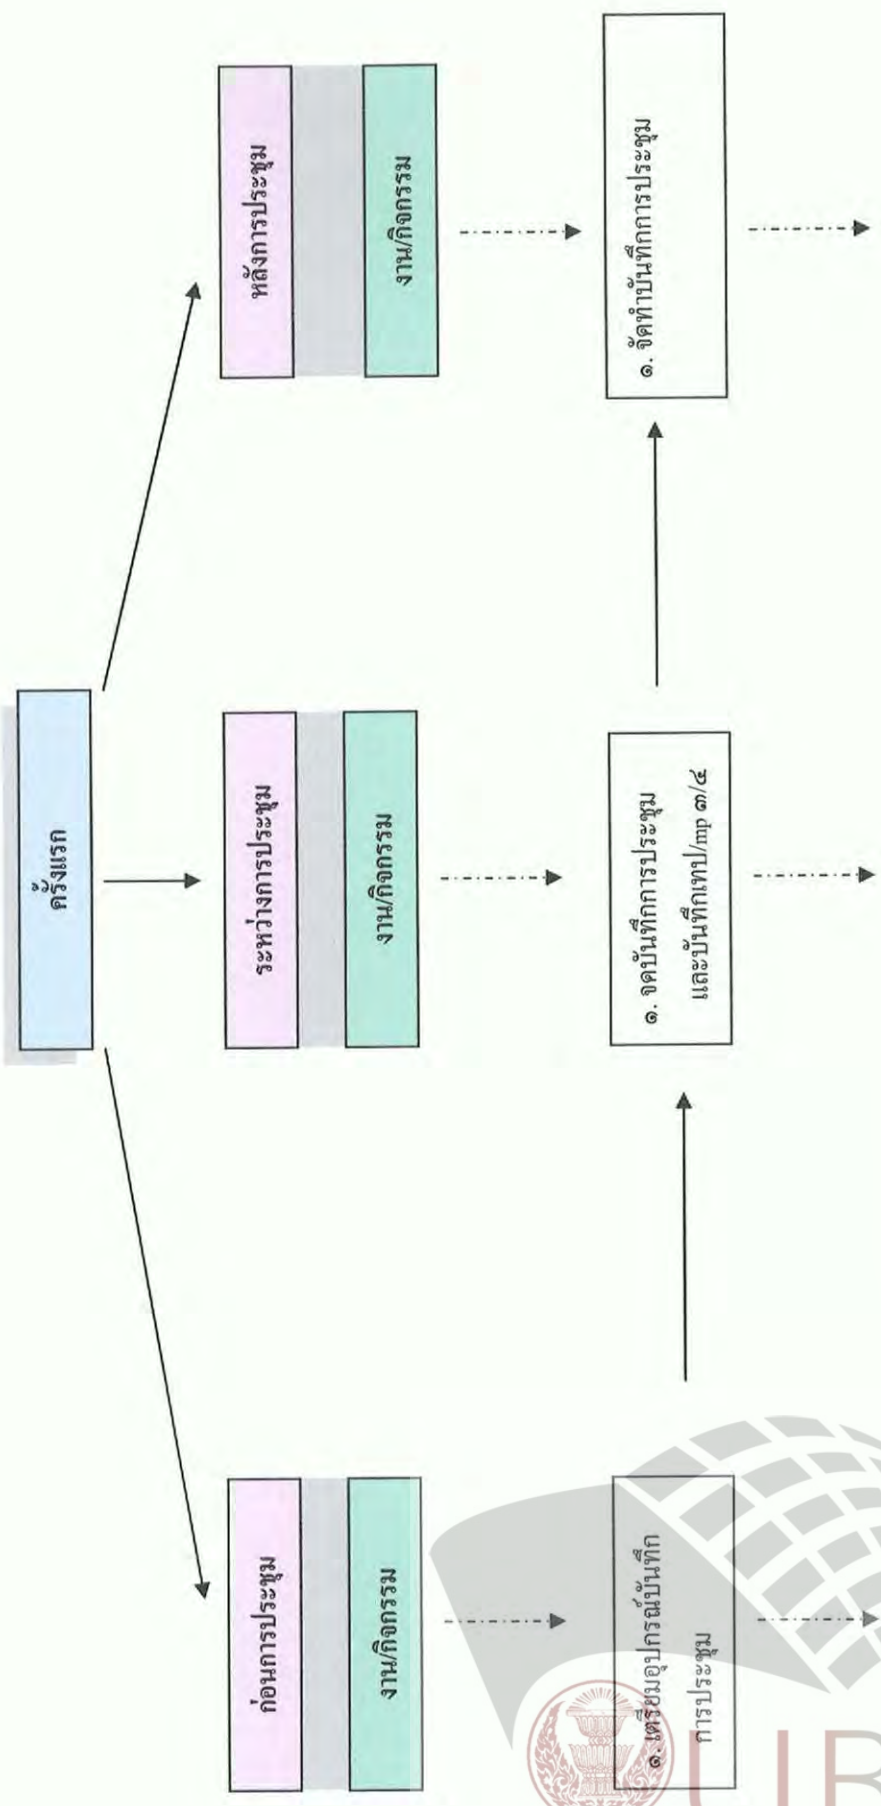 ครั้งแรก
ก่อนการประชุม
ระหว่างการประชุม
หลังการประชุม
งาน/กิจกรรม
งาน/กิจกรรม
งาน/กิจกรรม
๑. เตรียมอุปกรณ์บันทึก
การประชุม
๑. จดบันทึกการประชุม
และบันทึกเทป/mp ๓/๔
๑. จัดทำบันทึกการประชุม
LIB